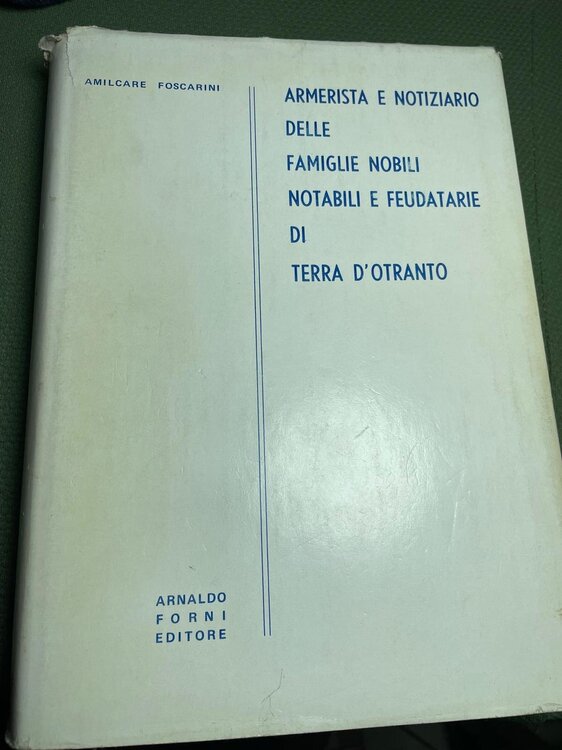 AMILCARE FOSCARINI
ARMERISTA E NOTIZIARIO
DELLE
FAMIGLIE NOBILI
NOTABILI E FEUDATARIE
DI
TERRA D'OTRANTO
ARNALDO
FORNI
EDITORE